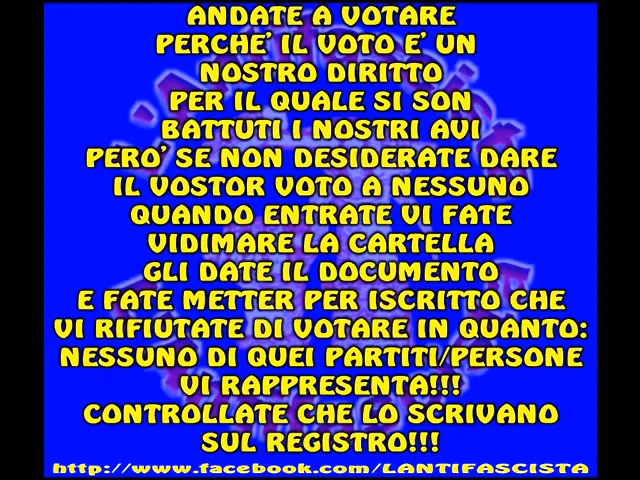 ANDATE A VOTARE
PERCHE' IL VOTO E' UN
NOSTRO DIRITTO
PER IL QUALE SI SON
BATTUTI I NOSTRI AVI
PERO' SE NON DESIDERATE DARE
IL VOSTOR VOTO A NESSUNO
QUANDO ENTRATE VI FATE
VIDIMARE LA CARTELLA
GLI DATE IL DOCUMENTO
E FATE METTER PER ISCRITTO CHE
VI RIFIUTATE DI VOTARE IN QUANTO:
NESSUNO DI QUEI PARTITI/PERSONE
VI RAPPRESENTA!!!
CONTROLLATE CHE LO SCRIVANO
SUL REGISTRO!!!
http://www.facebook.com/LANTIFASCISTA